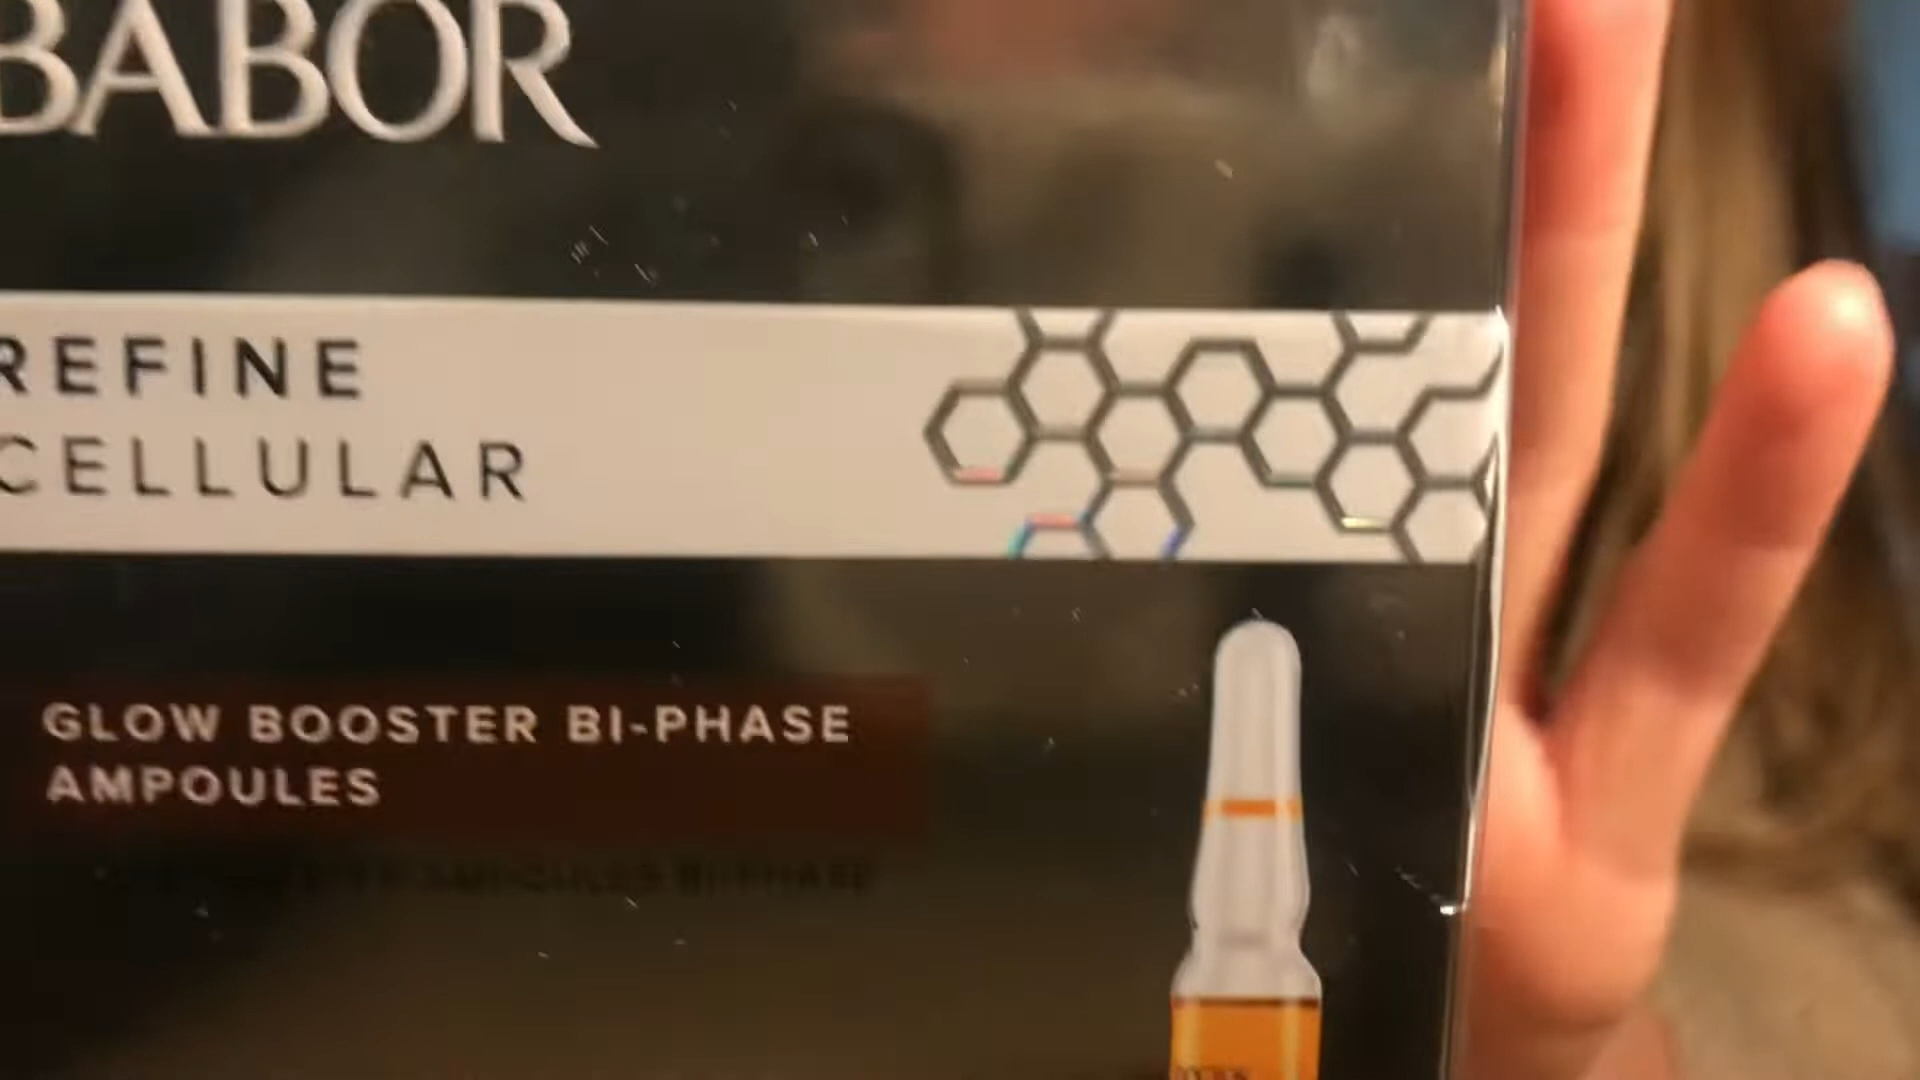 BABOR
REFINE
CELLULAR
GLOW BOOSTER BI-PHASE
AMPOULES